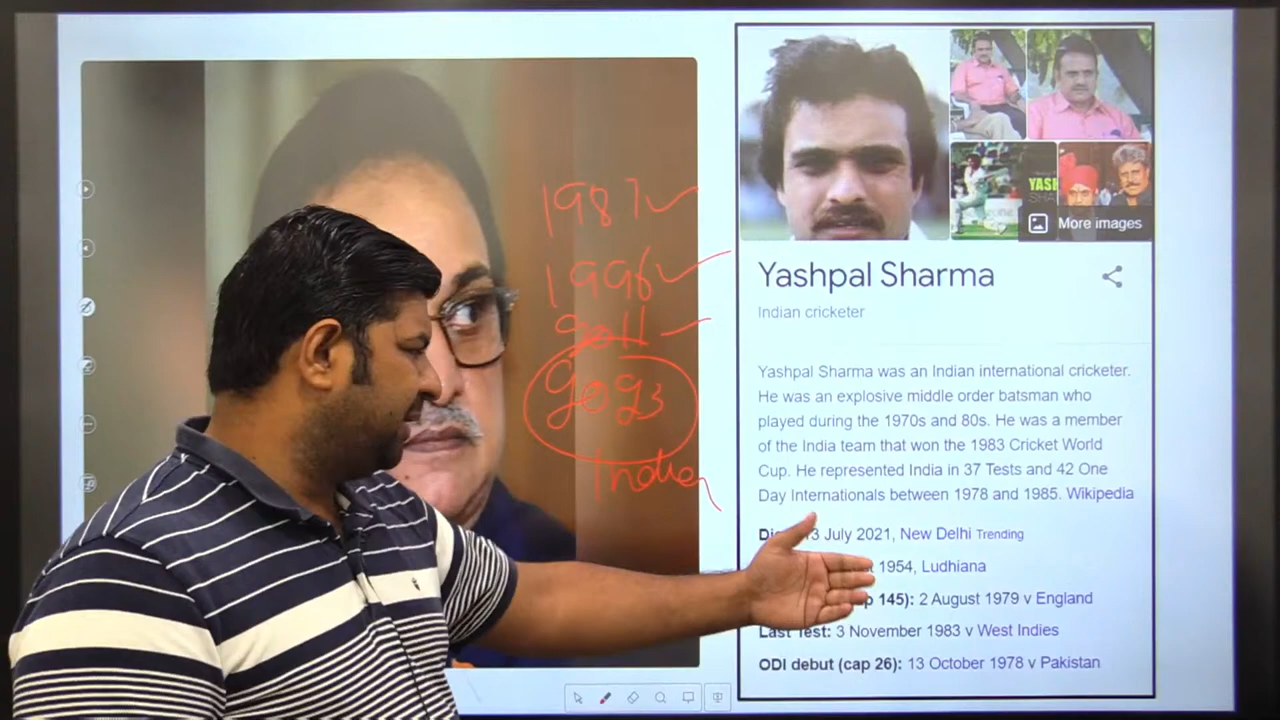 1987
1996
2011
2023
India
YASH
SHA
More images
Yashpal Sharma
Indian cricketer
Yashpal Sharma was an Indian international cricketer.
He was an explosive middle order batsman who
played during the 1970s and 80s. He was a member
of the India team that won the 1983 Cricket World
Cup. He represented India in 37 Tests and 42 One
Day Internationals between 1978 and 1985. Wikipedia
13 July 2021, New Delhi Trending
1954, Ludhiana
145): 2 August 1979 v England
Last Test: 3 November 1983 v West Indies
ODI debut (cap 26): 13 October 1978 v Pakistan